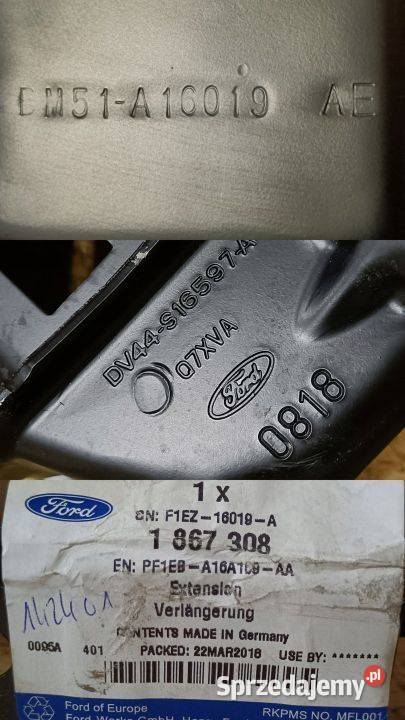 BM51-A16019 AE
DV44-S16597-A
Q7XVA
Ford
0818
Ford
1 x
SN: F1EZ-16019-A
1 867 308
EN: PF1EB-A16A109-AA
Extension
Verlängerung
CONTENTS MADE IN Germany
0095A 401 PACKED: 22MAR2018 USE BY: *******
Ford of Europe
RKPMS NO. MFL001
Sprzedajemy.pl